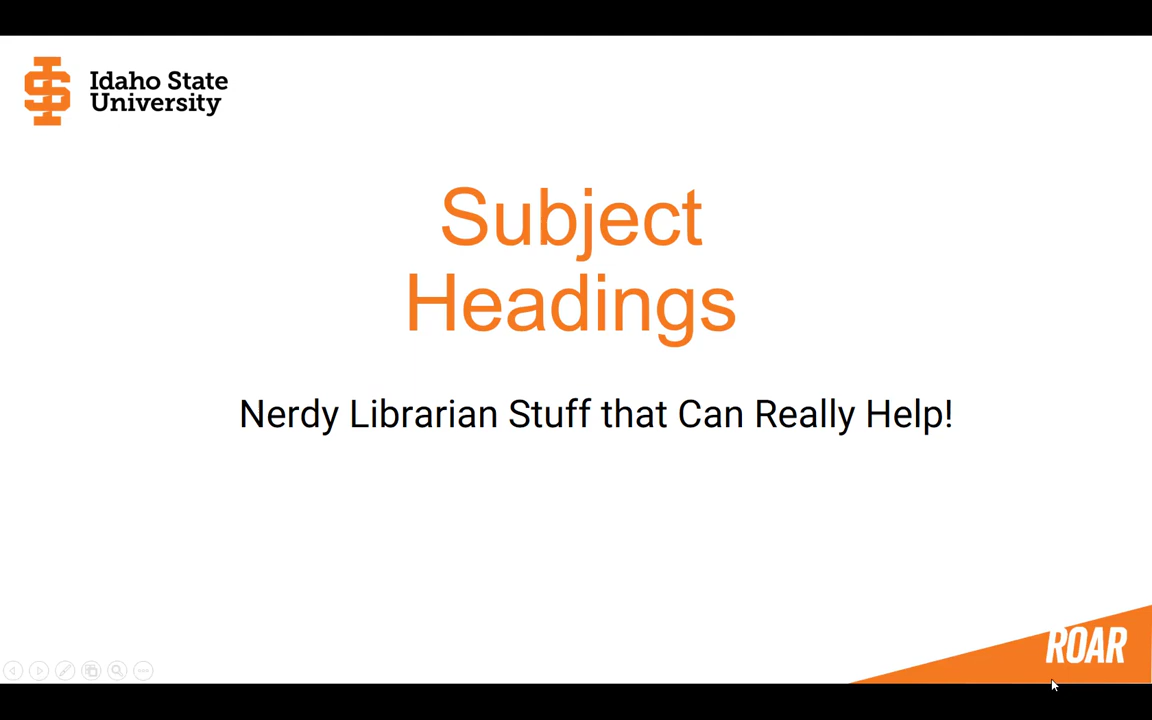 Idaho State
University
Subject
Headings
Nerdy Librarian Stuff that Can Really Help!
ROAR